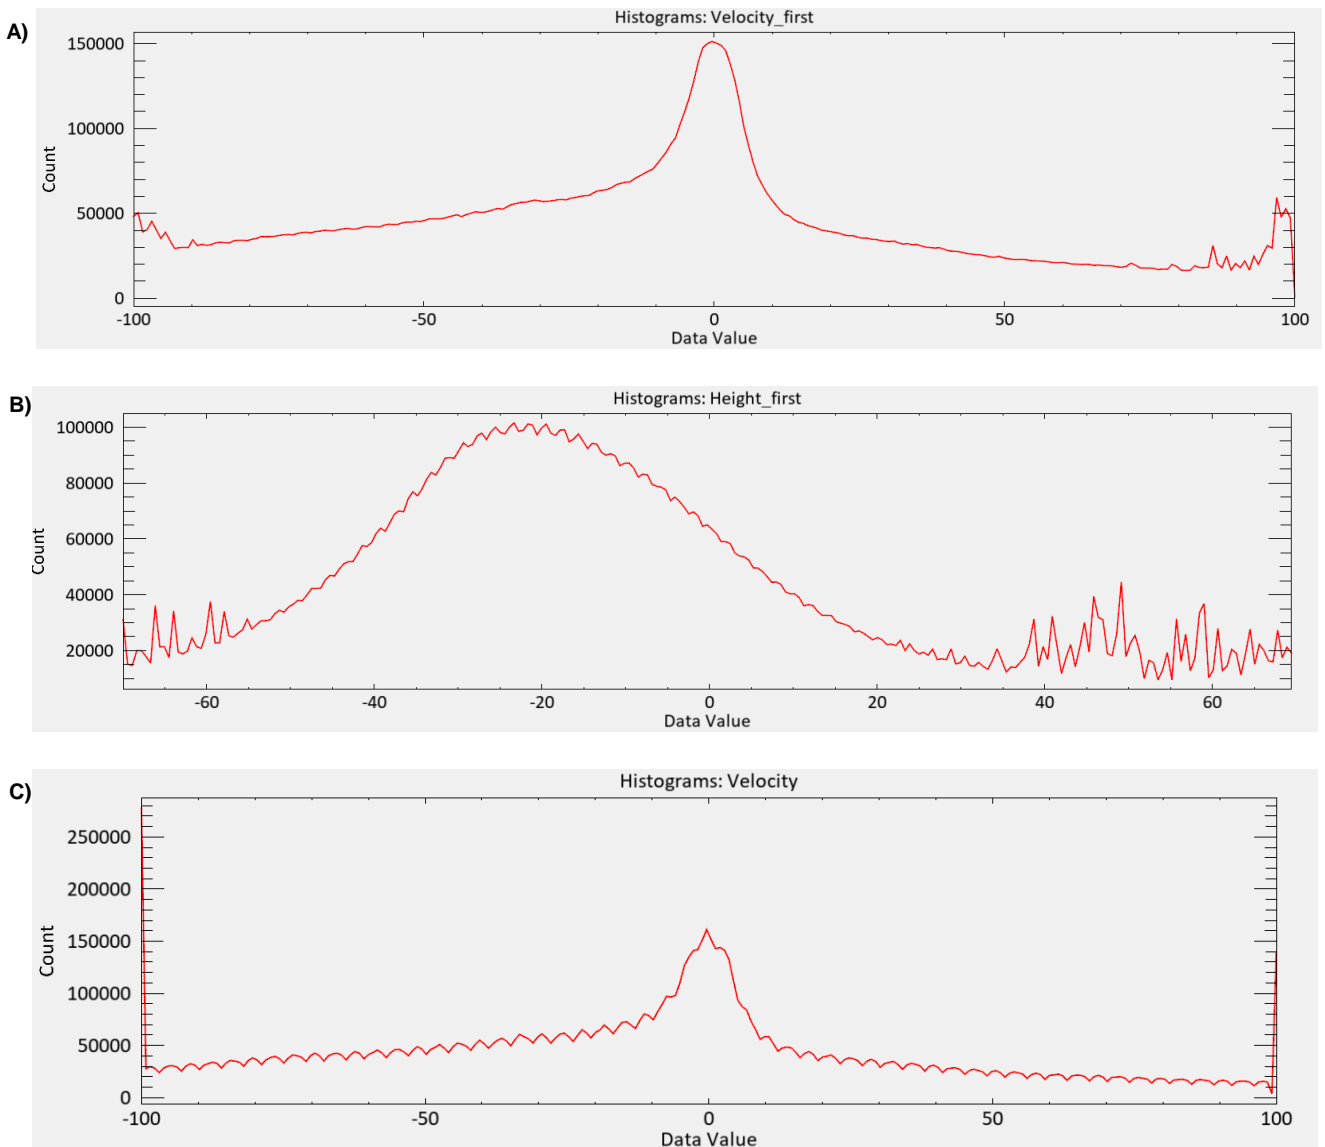 A)
Histograms: Velocity_first
150000
100000
50000
0
Count
-100 -50 0 50 100
Data Value
B)
Histograms: Height_first
100000
80000
60000
40000
20000
Count
-60 -40 -20 0 20 40 60
Data Value
C)
Histograms: Velocity
250000
200000
150000
100000
50000
0
Count
-100 -50 0 50 100
Data Value